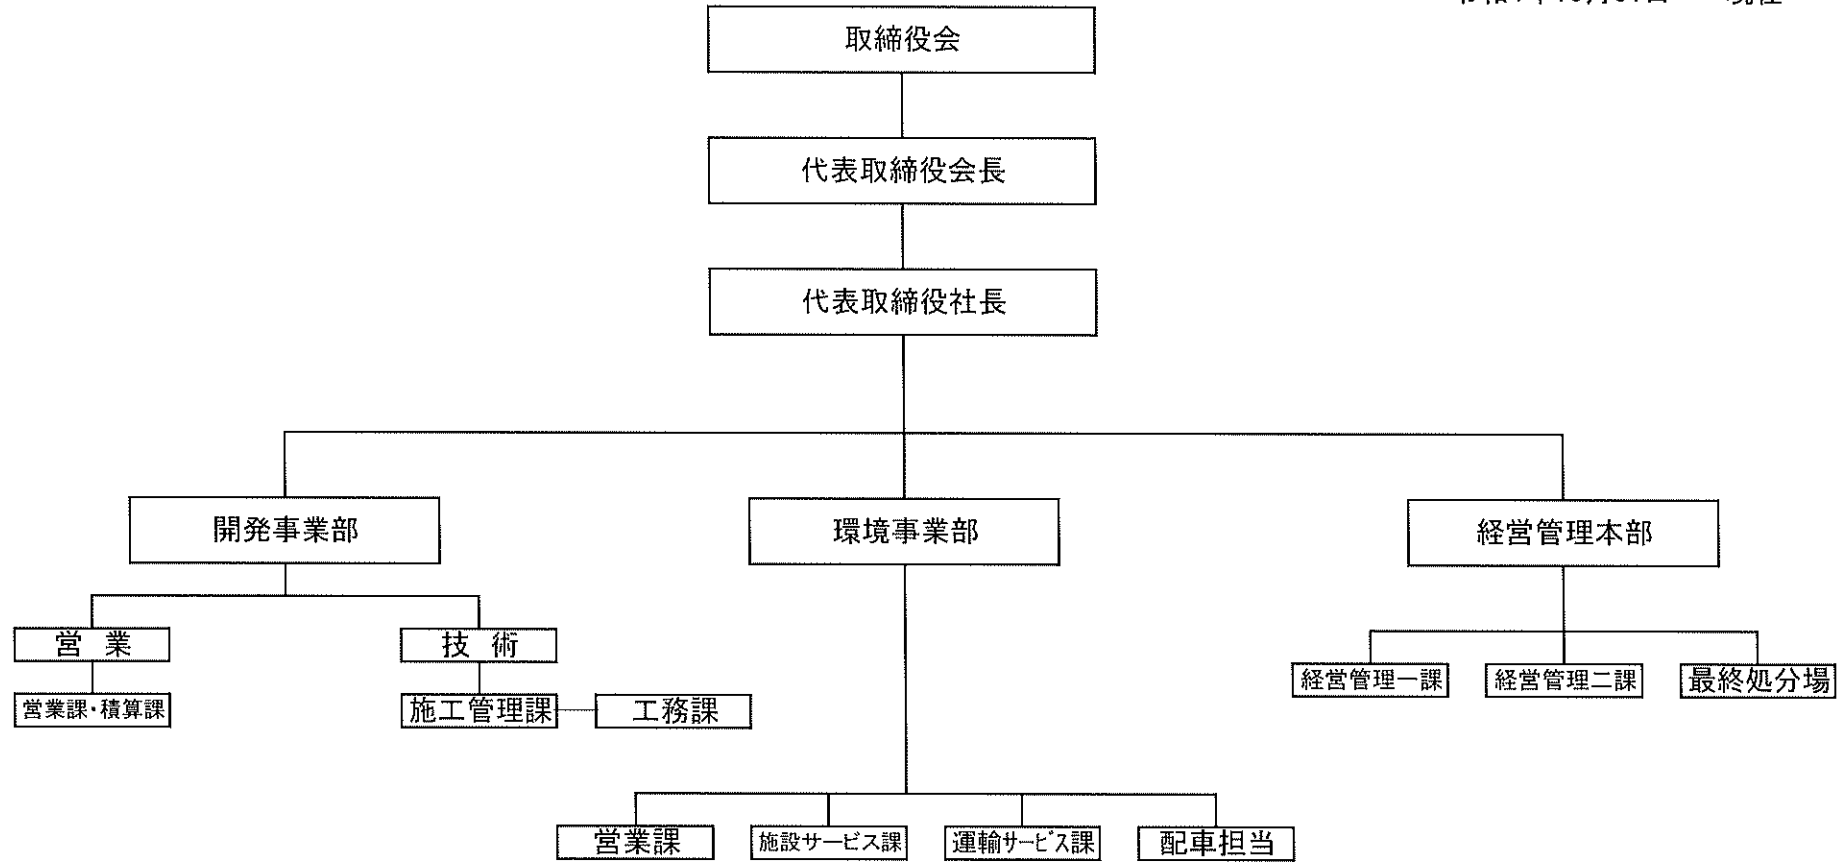 取締役会
代表取締役会長
代表取締役社長
開発事業部
環境事業部
経営管理本部
営業
技術
営業課・積算課
施工管理課
工務課
経営管理一課
経営管理二課
最終処分場
営業課
施設サービス課
運輸サービス課
配車担当